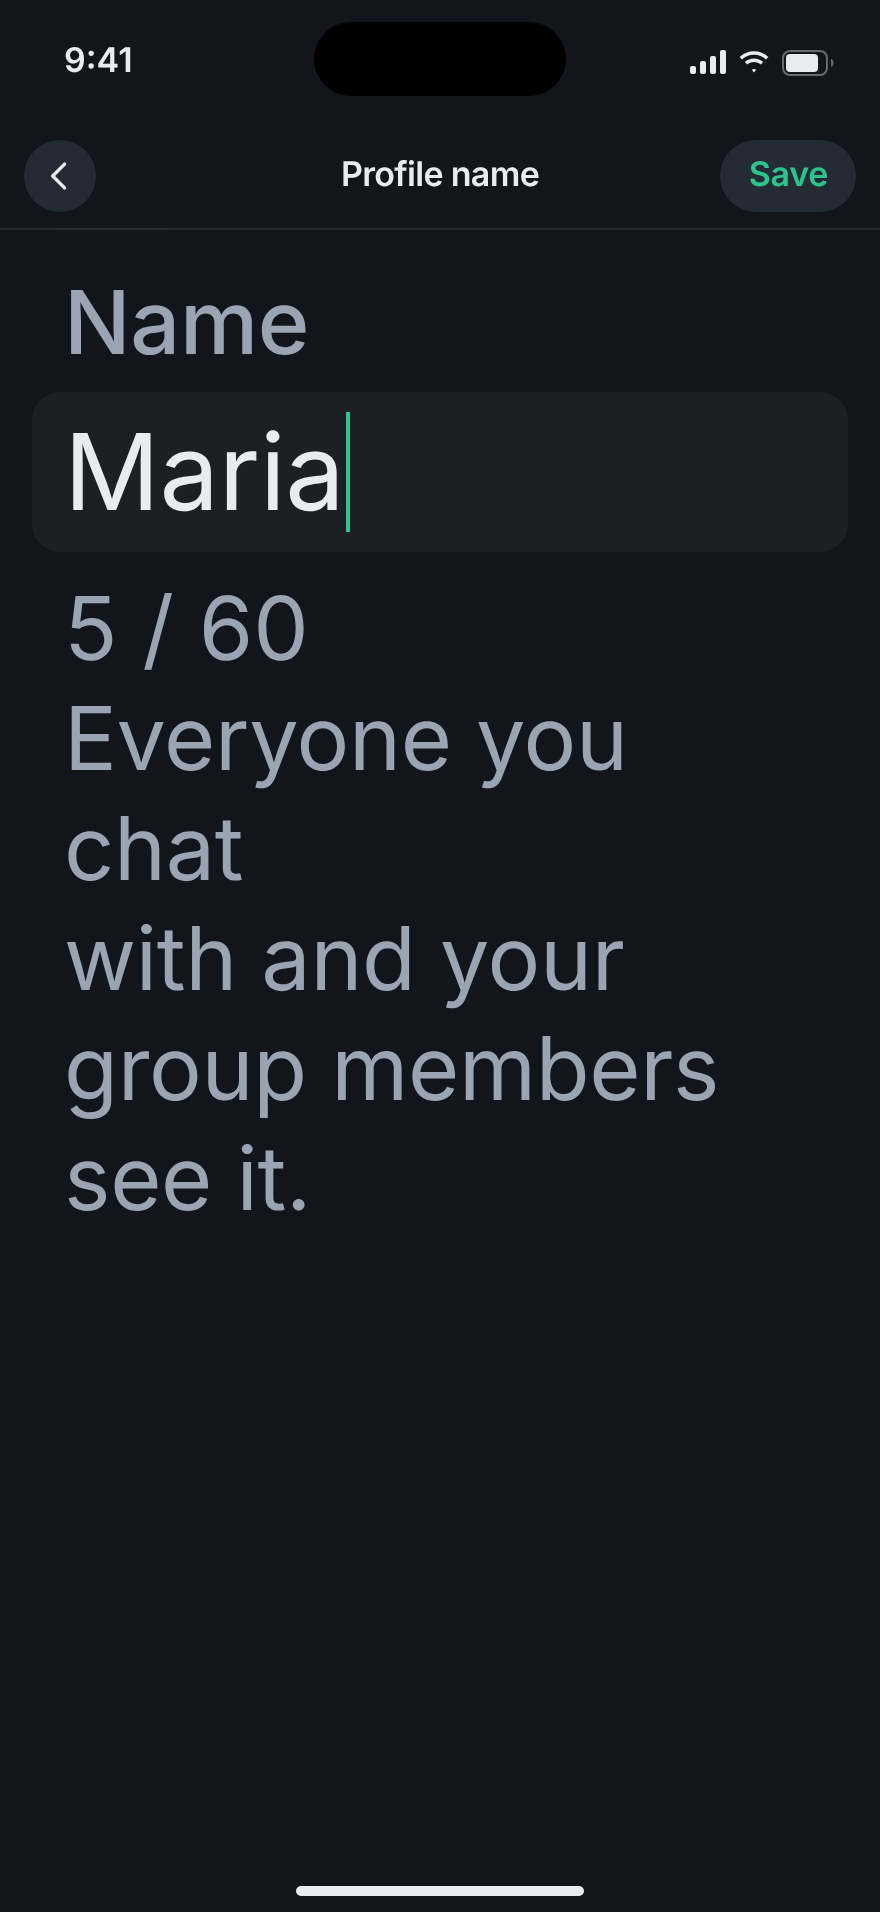 9:41
Profile name
Save
Name
Maria
5 / 60
Everyone you
chat
with and your
group members
see it.